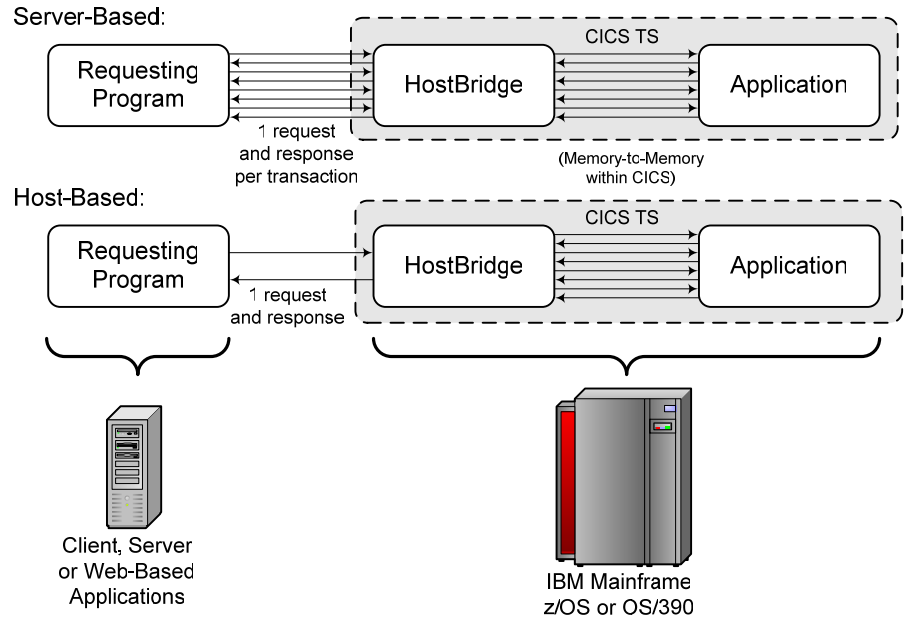 Server-Based:
CICS TS
Requesting
Program
HostBridge
Application
1 request
and response
per transaction
(Memory-to-Memory
within CICS)
Host-Based:
CICS TS
Requesting
Program
HostBridge
Application
1 request
and response
Client, Server
or Web-Based
Applications
IBM Mainframe
z/OS or OS/390